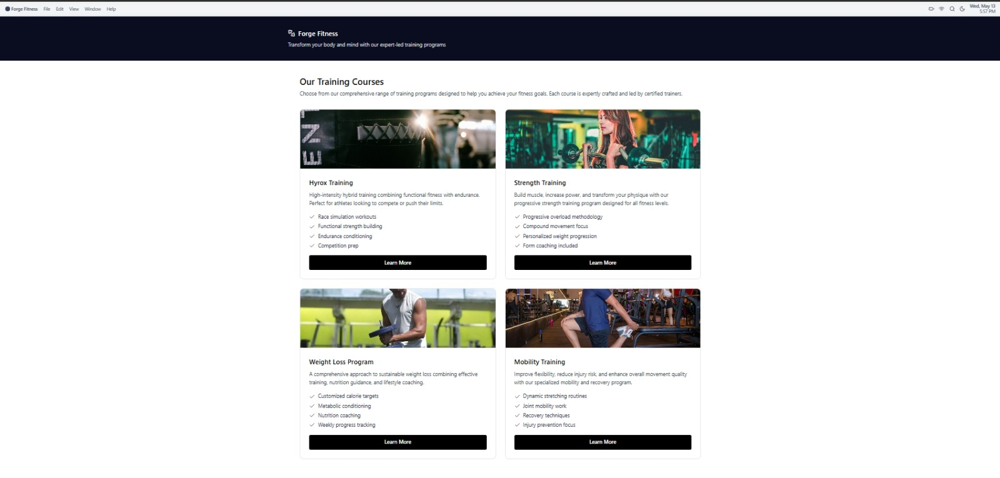 Forge Fitness File Edit View Window Help
Wed, May 13
5:57 PM
Forge Fitness
Transform your body and mind with our expert-led training programs
Our Training Courses
Choose from our comprehensive range of training programs designed to help you achieve your fitness goals. Each course is expertly crafted and led by certified trainers.
ENT
Hyrox Training
High-intensity hybrid training combining functional fitness with endurance.
Perfect for athletes looking to compete or push their limits.
Race simulation workouts
Functional strength building
Endurance conditioning
Competition prep
Learn More
Strength Training
Build muscle, increase power, and transform your physique with our
progressive strength training program designed for all fitness levels.
Progressive overload methodology
Compound movement focus
Personalized weight progression
Form coaching included
Learn More
Weight Loss Program
A comprehensive approach to sustainable weight loss combining effective
training, nutrition guidance, and lifestyle coaching.
Customized calorie targets
Metabolic conditioning
Nutrition coaching
Weekly progress tracking
Learn More
Mobility Training
Improve flexibility, reduce injury risk, and enhance overall movement quality
with our specialized mobility and recovery program.
Dynamic stretching routines
Joint mobility work
Recovery techniques
Injury prevention focus
Learn More